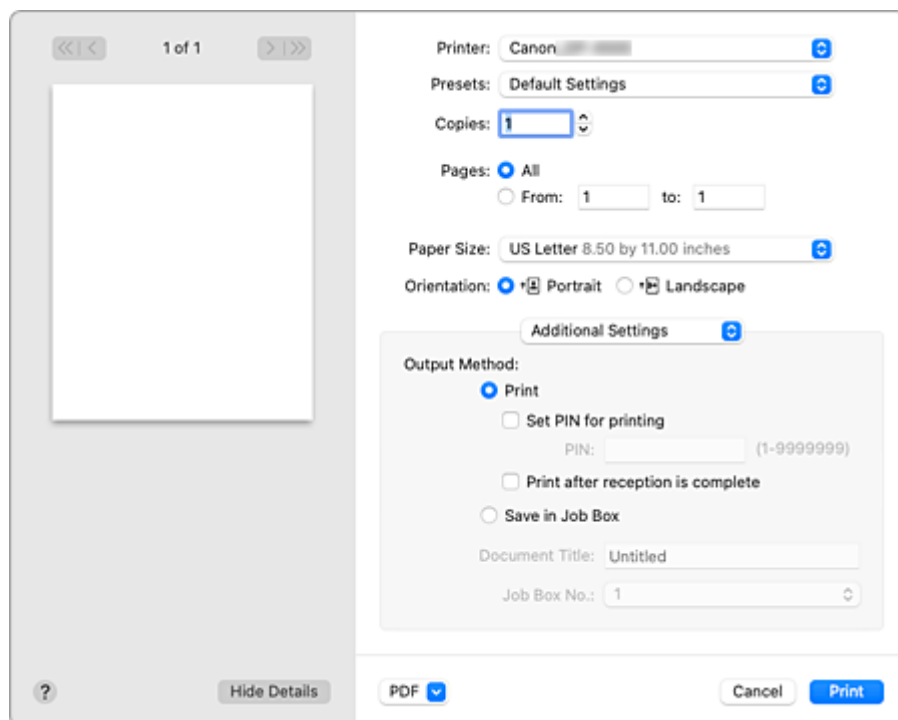 1 of 1
Printer: Canon
Presets: Default Settings
Copies: 1
Pages: All
From: 1 to: 1
Paper Size: US Letter 8.50 by 11.00 inches
Orientation: Portrait Landscape
Additional Settings
Output Method:
Print
Set PIN for printing
PIN: (1-9999999)
Print after reception is complete
Save in Job Box
Document Title: Untitled
Job Box No.: 1
? Hide Details PDF Cancel Print